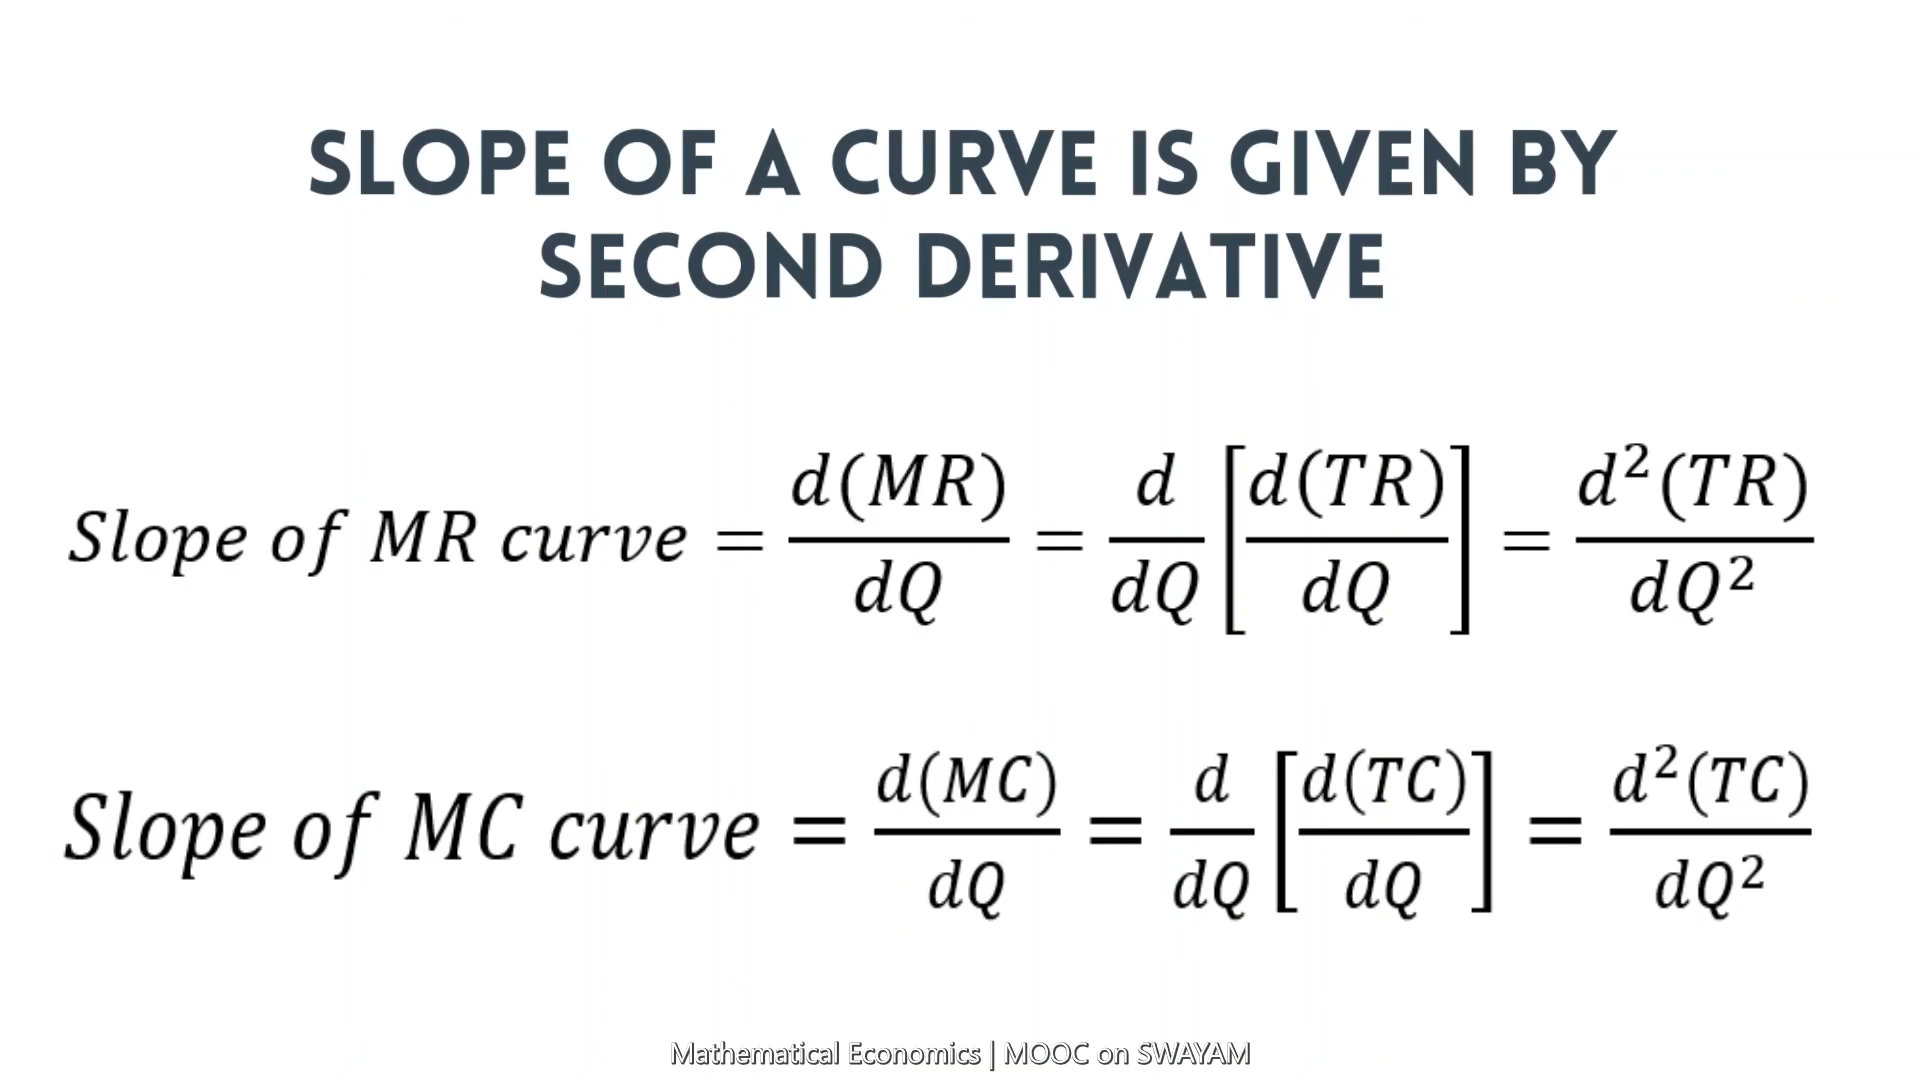 SLOPE OF A CURVE IS GIVEN BY
SECOND DERIVATIVE
Slope of MR curve = d(MR)/dQ = d/dQ [d(TR)/dQ] = d²(TR)/dQ²
Slope of MC curve = d(MC)/dQ = d/dQ [d(TC)/dQ] = d²(TC)/dQ²
Mathematical Economics | MOOC on SWAYAM